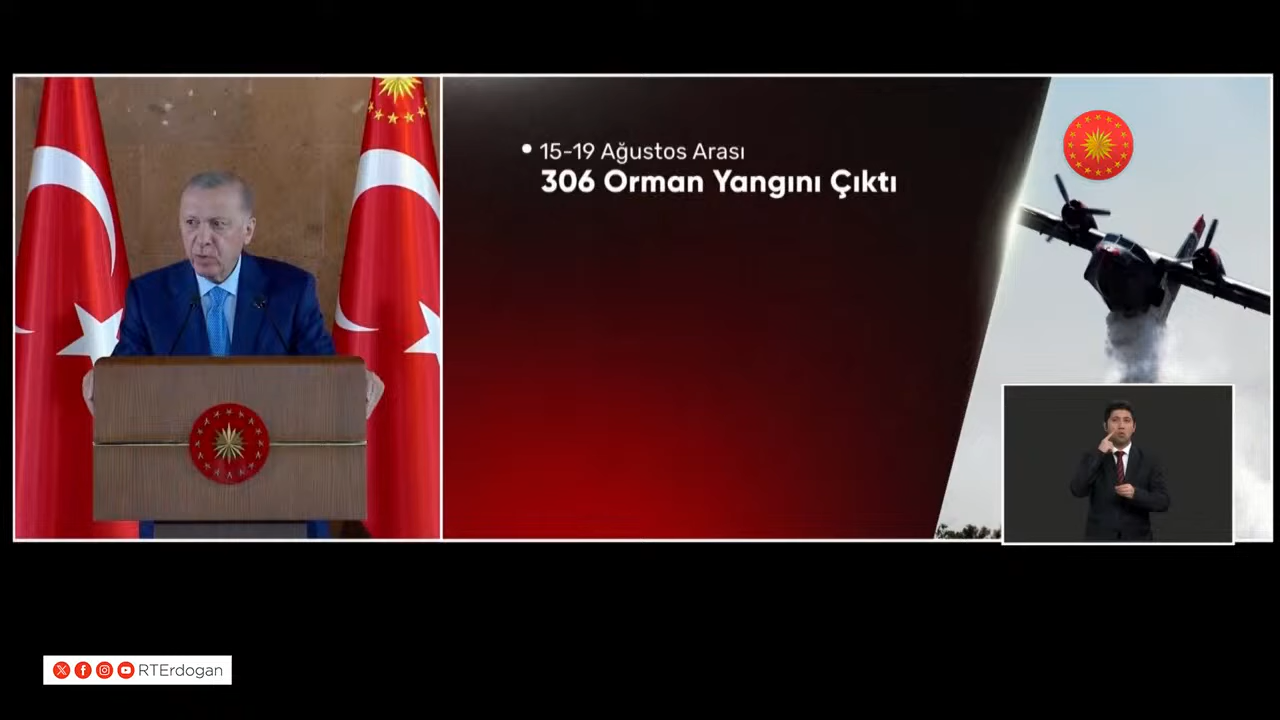 15-19 Ağustos Arası
306 Orman Yangını Çıktı
RTErdogan